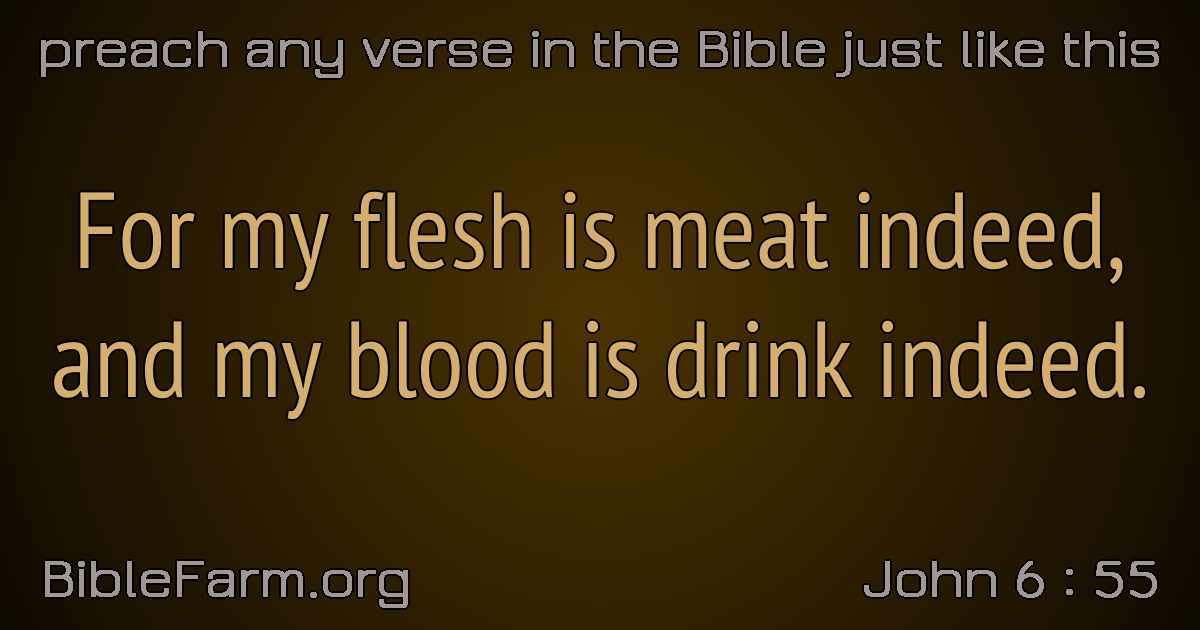 preach any verse in the Bible just like this
For my flesh is meat indeed,
and my blood is drink indeed.
BibleFarm.org
John 6 : 55